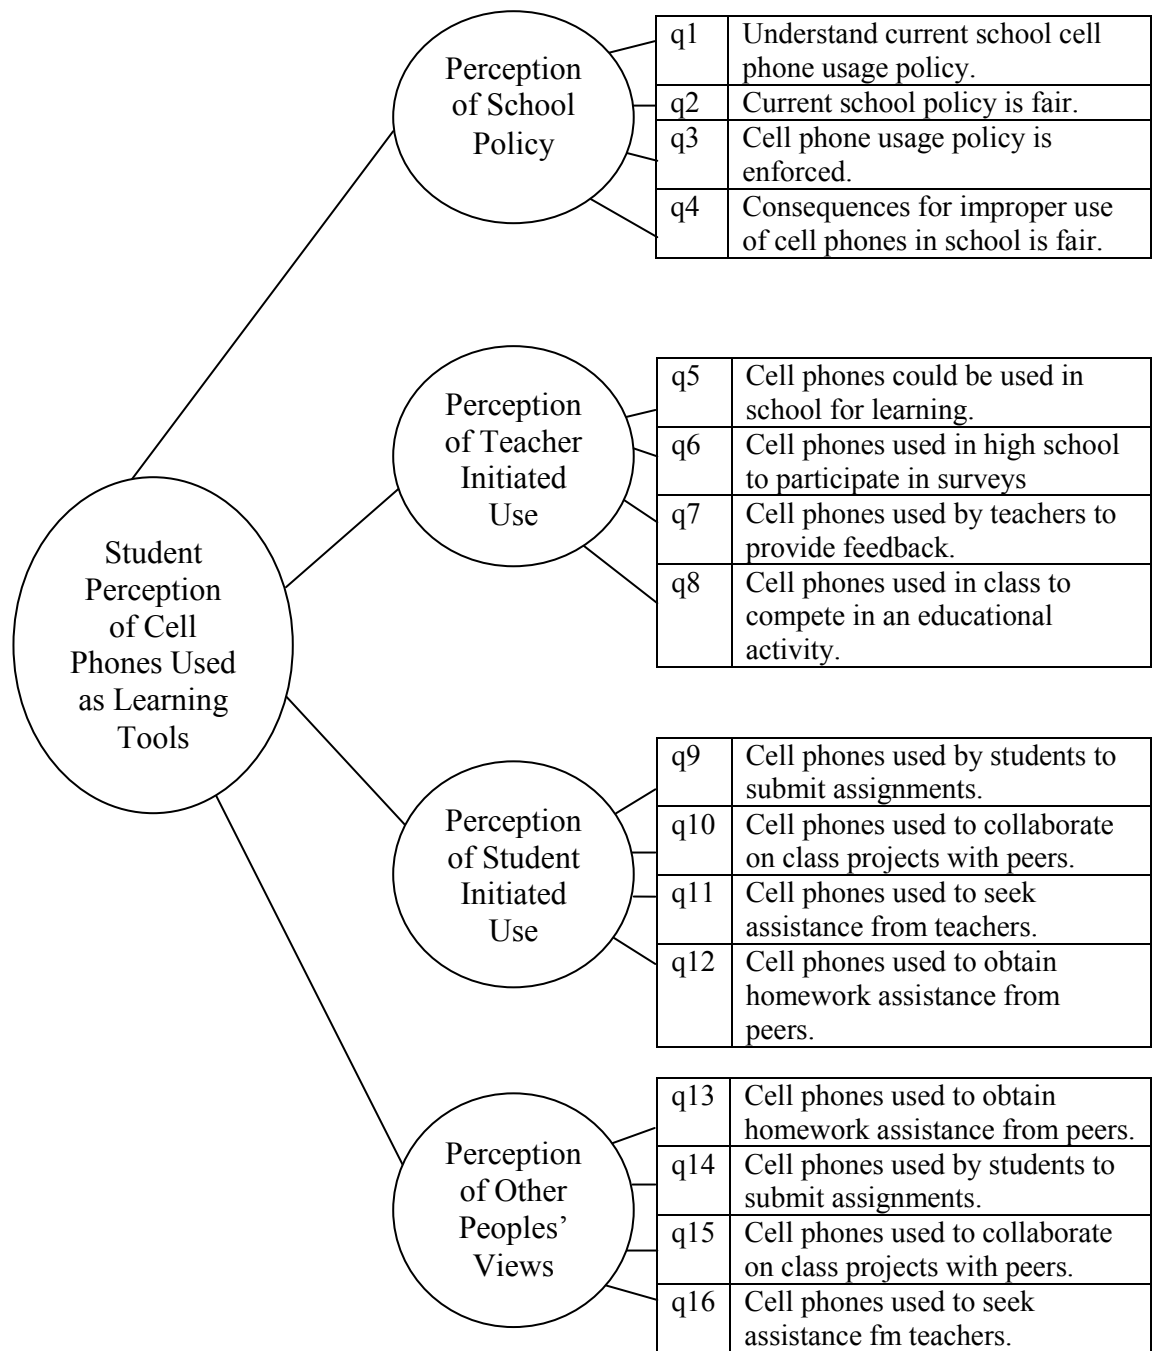 Perception
of School
Policy
q1 Understand current school cell
phone usage policy.
q2 Current school policy is fair.
q3 Cell phone usage policy is
enforced.
q4 Consequences for improper use
of cell phones in school is fair.
Perception
of Teacher
Initiated
Use
q5 Cell phones could be used in
school for learning.
q6 Cell phones used in high school
to participate in surveys
q7 Cell phones used by teachers to
provide feedback.
q8 Cell phones used in class to
compete in an educational
activity.
Student
Perception
of Cell
Phones Used
as Learning
Tools
Perception
of Student
Initiated
Use
q9 Cell phones used by students to
submit assignments.
q10 Cell phones used to collaborate
on class projects with peers.
q11 Cell phones used to seek
assistance from teachers.
q12 Cell phones used to obtain
homework assistance from
peers.
Perception
of Other
Peoples’
Views
q13 Cell phones used to obtain
homework assistance from peers.
q14 Cell phones used by students to
submit assignments.
q15 Cell phones used to collaborate
on class projects with peers.
q16 Cell phones used to seek
assistance fm teachers.